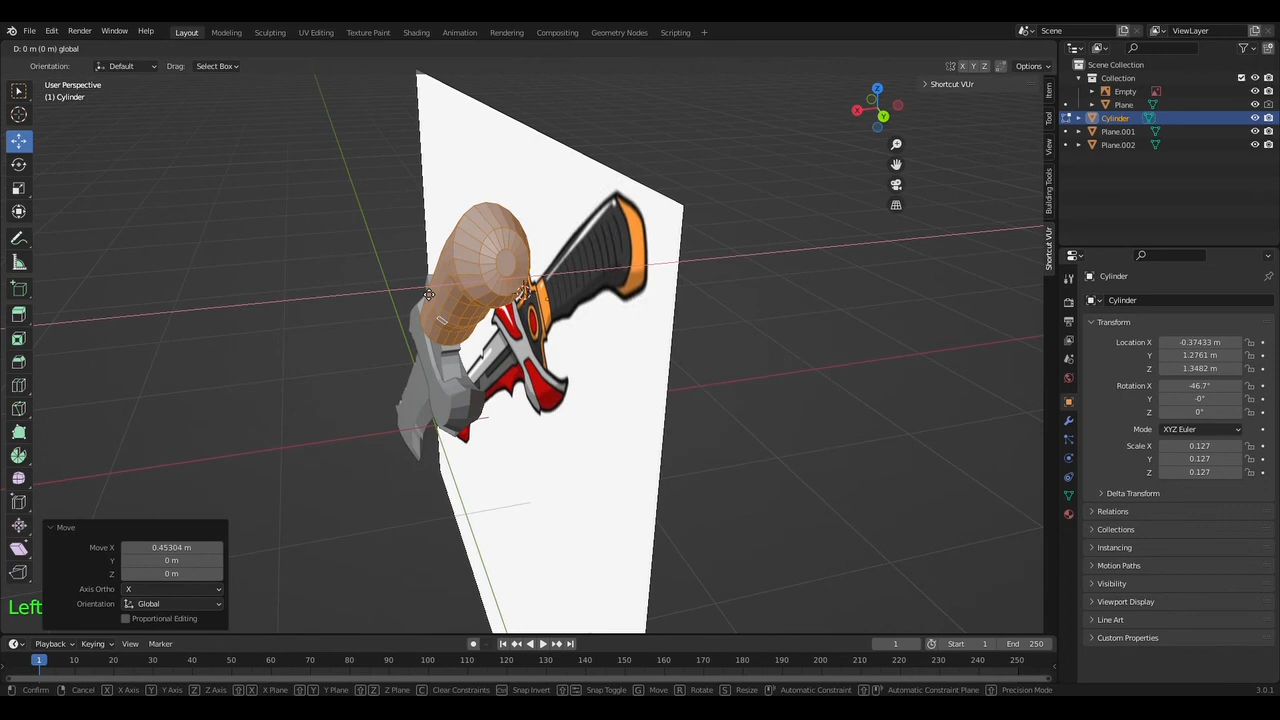 File Edit Render Window Help Layout Modeling Sculpting UV Editing Texture Paint Shading Animation Rendering Compositing Geometry Nodes Scripting + Scene ViewLayer
D: 0 m (0 m) global
Orientation: Default Drag: Select Box X Y Z Options
User Perspective
(1) Cylinder
Shortcut VUr
Z
X
Y
Item
Tool
View
Building Tools
Shortcut VUr
Scene Collection
Collection
Empty
Plane
Cylinder
Plane.001
Plane.002
Cylinder
Cylinder
Transform
Location X -0.37433 m
Y 1.2761 m
Z 1.3482 m
Rotation X -46.7°
Y -0°
Z 0°
Mode XYZ Euler
Scale X 0.127
Y 0.127
Z 0.127
Delta Transform
Relations
Collections
Instancing
Motion Paths
Visibility
Viewport Display
Line Art
Custom Properties
Move
Move X 0.45304 m
Y 0 m
Z 0 m
Axis Ortho X
Orientation Global
Proportional Editing
Left
Playback Keying View Marker 1 Start 1 End 250
1 10 20 30 40 50 60 70 80 90 100 110 120 130 140 150 160 170 180 190 200 210 220 230 240 250
Confirm Cancel X X Axis Y Y Axis Z Z Axis X X Plane Y Y Plane Z Z Plane C Clear Constraints Snap Invert Snap Toggle G Move R Rotate S Resize Automatic Constraint Automatic Constraint Plane Precision Mode 3.0.1